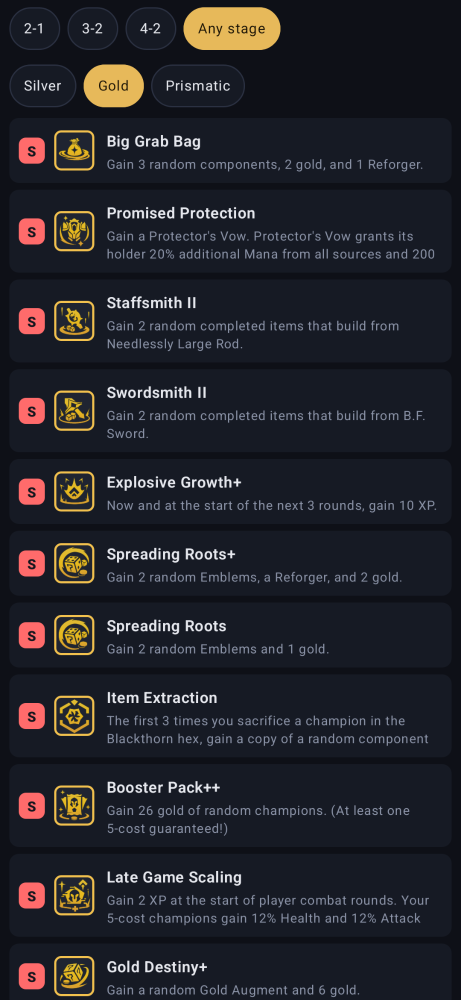 2-1 3-2 4-2 Any stage
Silver Gold Prismatic
S Big Grab Bag
Gain 3 random components, 2 gold, and 1 Reforger.
S Promised Protection
Gain a Protector's Vow. Protector's Vow grants its
holder 20% additional Mana from all sources and 200
S Staffsmith II
Gain 2 random completed items that build from
Needlessly Large Rod.
S Swordsmith II
Gain 2 random completed items that build from B.F.
Sword.
S Explosive Growth+
Now and at the start of the next 3 rounds, gain 10 XP.
S Spreading Roots+
Gain 2 random Emblems, a Reforger, and 2 gold.
S Spreading Roots
Gain 2 random Emblems and 1 gold.
S Item Extraction
The first 3 times you sacrifice a champion in the
Blackthorn hex, gain a copy of a random component
S Booster Pack++
Gain 26 gold of random champions. (At least one
5-cost guaranteed!)
S Late Game Scaling
Gain 2 XP at the start of player combat rounds. Your
5-cost champions gain 12% Health and 12% Attack
S Gold Destiny+
Gain a random Gold Augment and 6 gold.